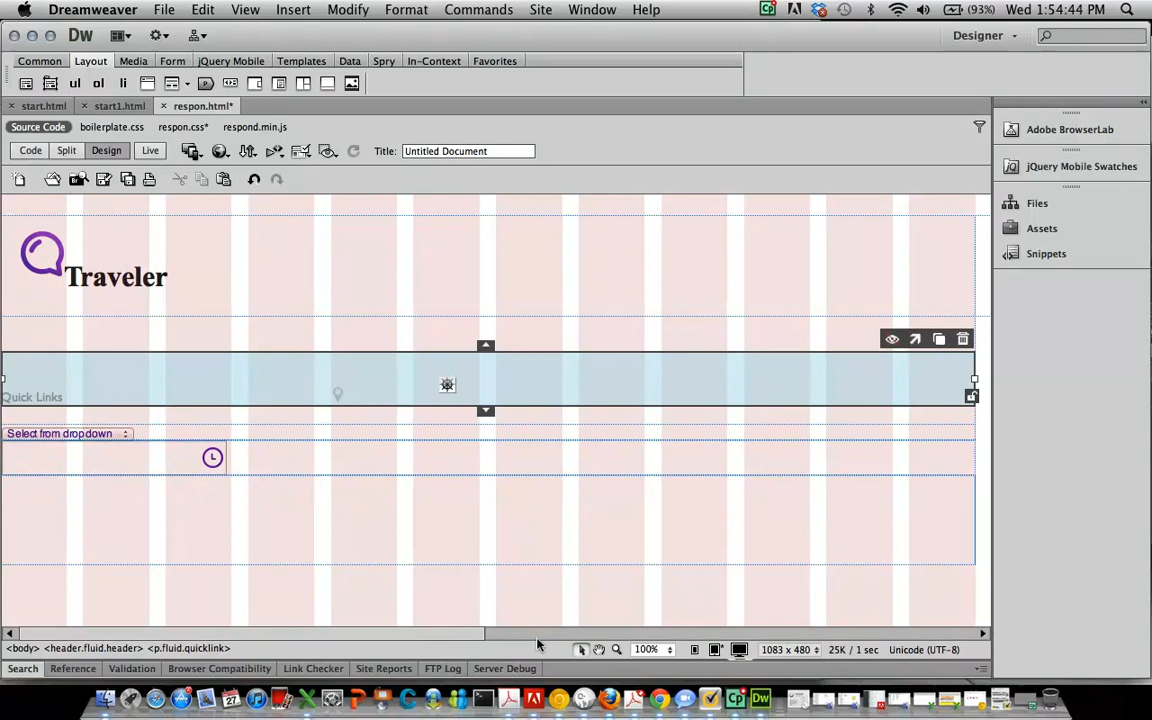 Dreamweaver File Edit View Insert Modify Format Commands Site Window Help (93%) Wed 1:54:44 PM
Dw Designer
Common Layout Media Form jQuery Mobile Templates Data Spry In-Context Favorites
ul ol li
start.html start1.html respon.html*
Source Code boilerplate.css respon.css* respond.min.js
Code Split Design Live Title: Untitled Document
Br
Adobe BrowserLab
jQ jQuery Mobile Swatches
Files
Assets
Snippets
Traveler
Quick Links
Select from dropdown
<body> <header.fluid.header> <p.fluid.quicklink> 100% 1083 x 480 25K / 1 sec Unicode (UTF-8)
Search Reference Validation Browser Compatibility Link Checker Site Reports FTP Log Server Debug
27 Cp Dw